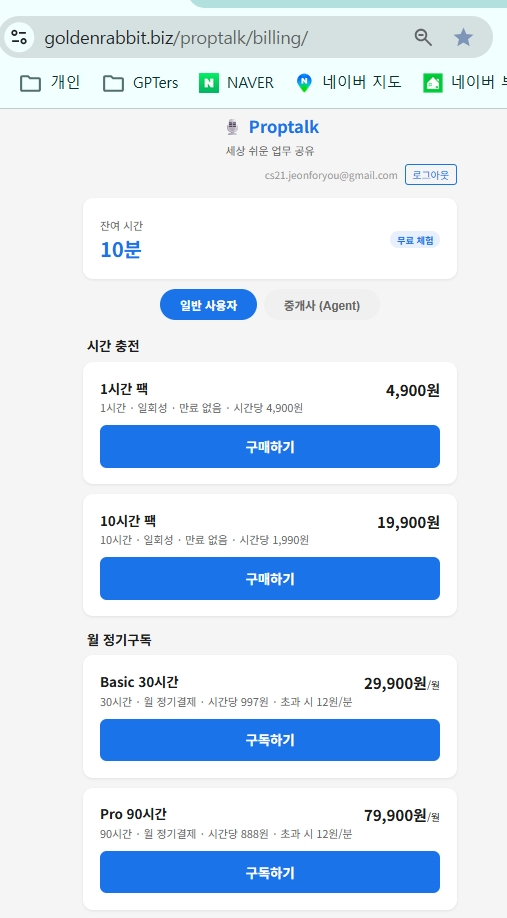 goldenrabbit.biz/proptalk/billing/
개인 GPTers NAVER 네이버 지도 네이버
Proptalk
세상 쉬운 업무 공유
cs21.jeonforyou@gmail.com 로그아웃
잔여 시간
10분
무료 체험
일반 사용자 중개사 (Agent)
시간 충전
1시간 팩 4,900원
1시간 · 일회성 · 만료 없음 · 시간당 4,900원
구매하기
10시간 팩 19,900원
10시간 · 일회성 · 만료 없음 · 시간당 1,990원
구매하기
월 정기구독
Basic 30시간 29,900원/월
30시간 · 월 정기결제 · 시간당 997원 · 초과 시 12원/분
구독하기
Pro 90시간 79,900원/월
90시간 · 월 정기결제 · 시간당 888원 · 초과 시 12원/분
구독하기